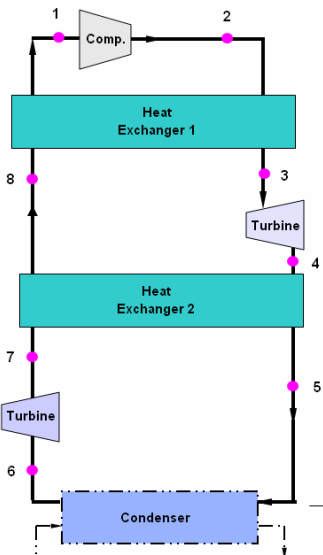 1
2
Comp.
Heat
Exchanger 1
8
3
Turbine
4
Heat
Exchanger 2
7
5
Turbine
6
Condenser